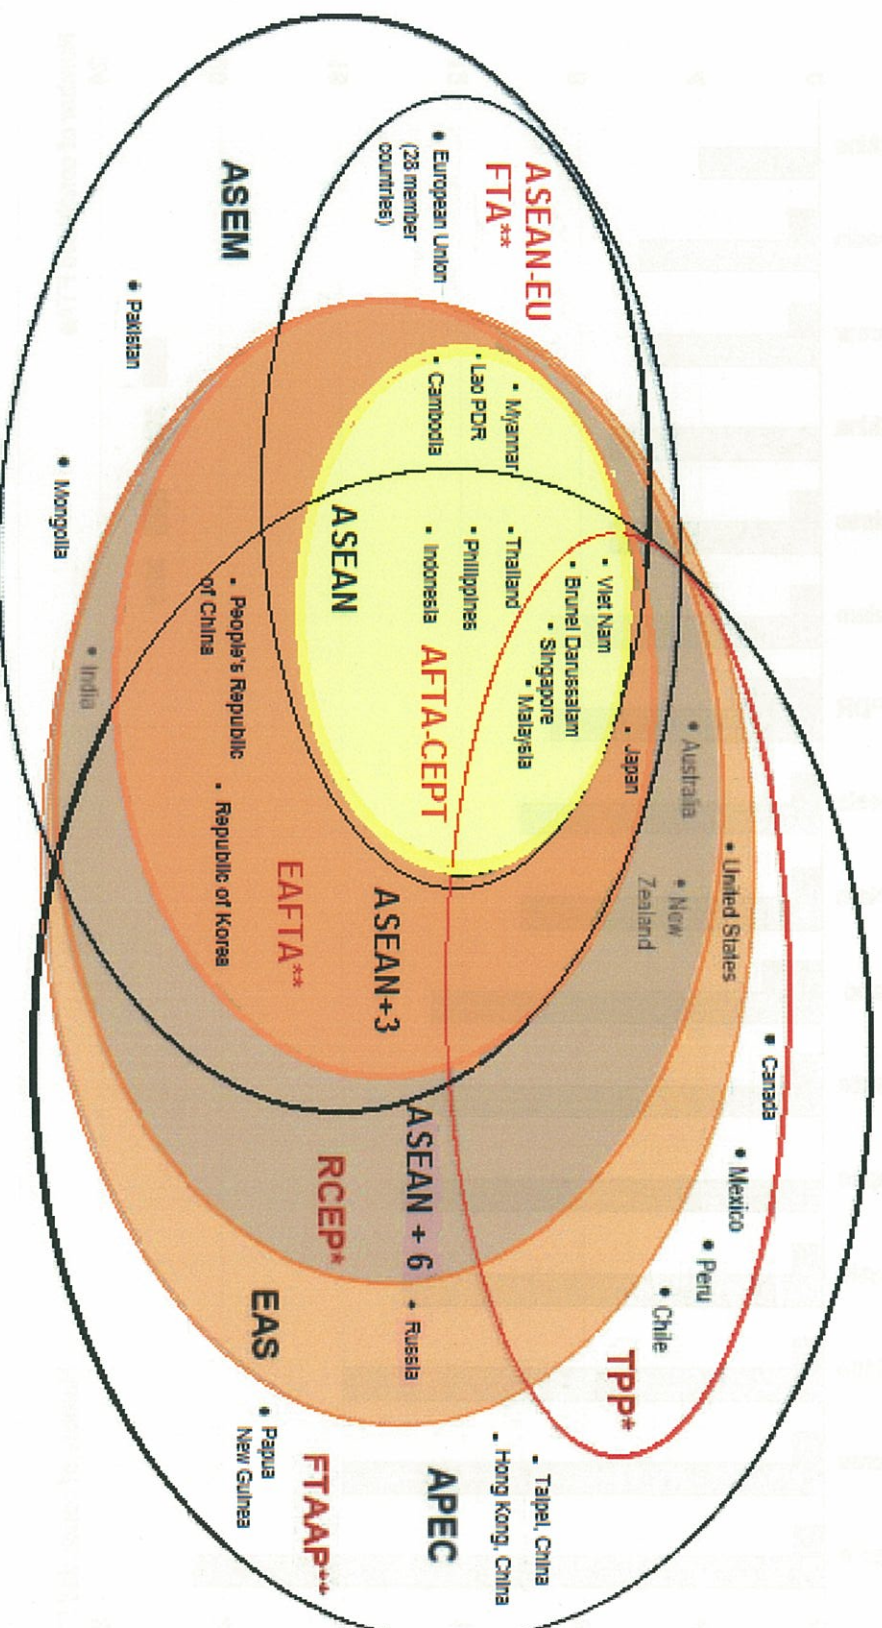 • Canada
• Mexico
• United States
• Peru
• Australia
• New
Zealand
• Chile
• Japan
TPP*
• Viet Nam
• Brunei Darussalam
• Singapore
• Malaysia
ASEAN-EU
FTA**
• Taipei, China
• Hong Kong, China
• Myanmar
• Thailand
• Lao PDR
• Philippines
• European Union
(28 member
countries)
• Cambodia
• Indonesia
AFTA-CEPT
APEC
ASEAN + 6
• Russia
ASEAN+3
ASEAN
RCEP*
FTAAP**
EAFTA**
EAS
• Papua
New Guinea
ASEM
• People's Republic
of China
• Republic of Korea
• Pakistan
• India
• Mongolia